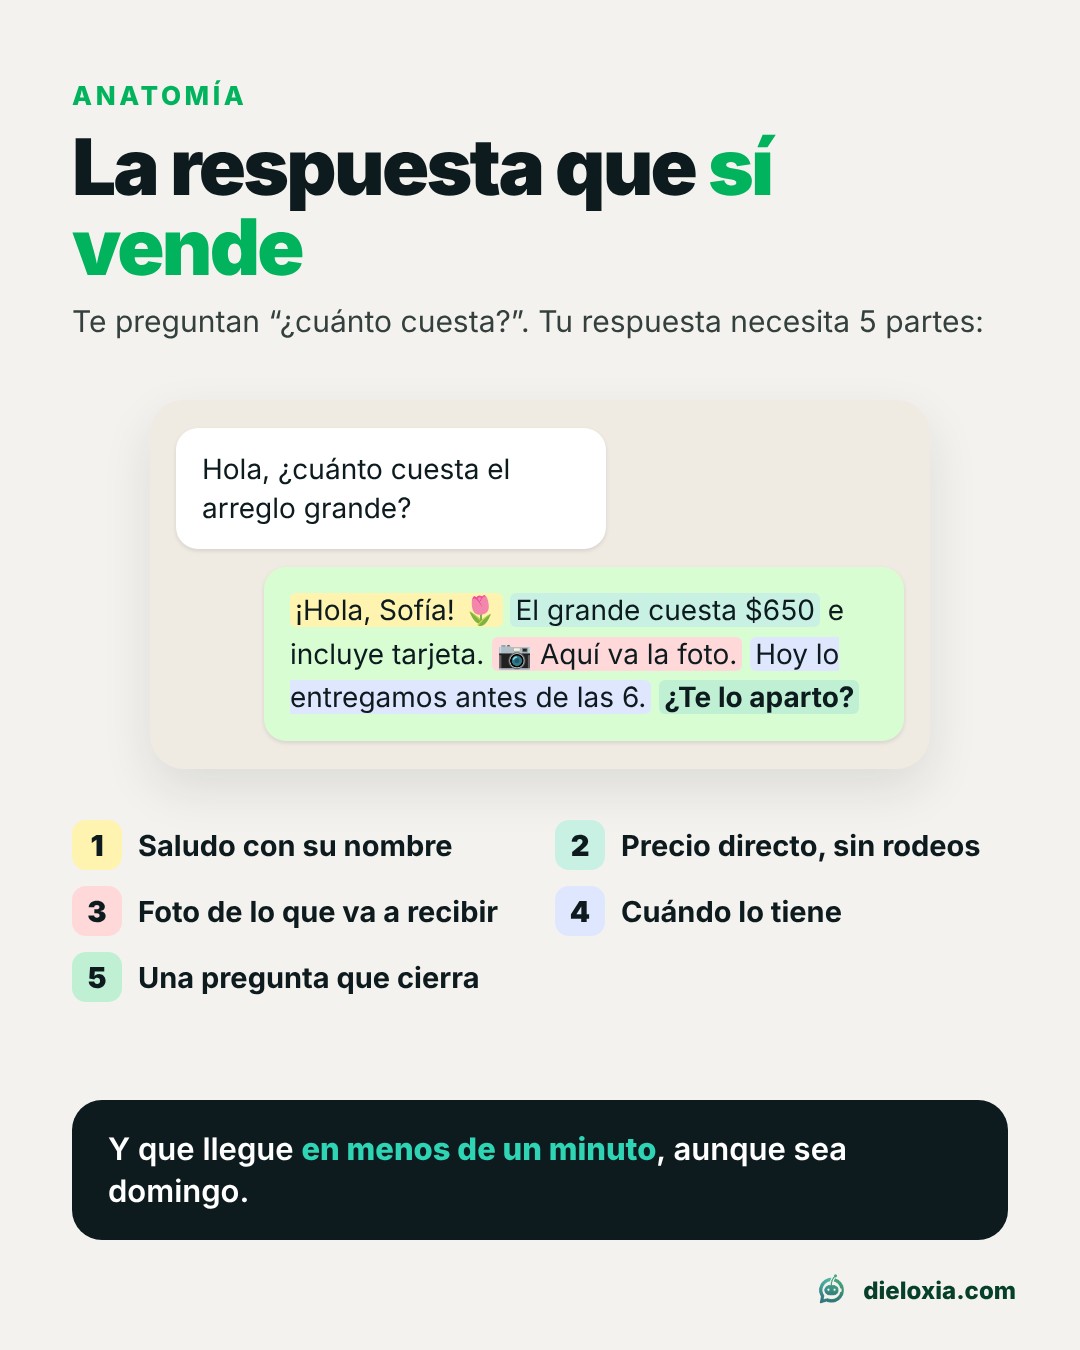 ANATOMÍA
La respuesta que sí
vende
Te preguntan “¿cuánto cuesta?”. Tu respuesta necesita 5 partes:
Hola, ¿cuánto cuesta el
arreglo grande?
¡Hola, Sofía! 🌷 El grande cuesta $650 e
incluye tarjeta. 📷 Aquí va la foto. Hoy lo
entregamos antes de las 6. ¿Te lo aparto?
1 Saludo con su nombre
2 Precio directo, sin rodeos
3 Foto de lo que va a recibir
4 Cuándo lo tiene
5 Una pregunta que cierra
Y que llegue en menos de un minuto, aunque sea
domingo.
dieloxia.com